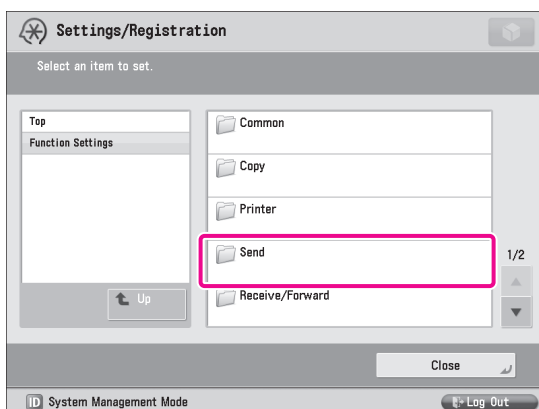 Settings/Registration
Select an item to set.
Top
Function Settings
Up
Common
Copy
Printer
Send
Receive/Forward
1/2
Close
ID System Management Mode
Log Out